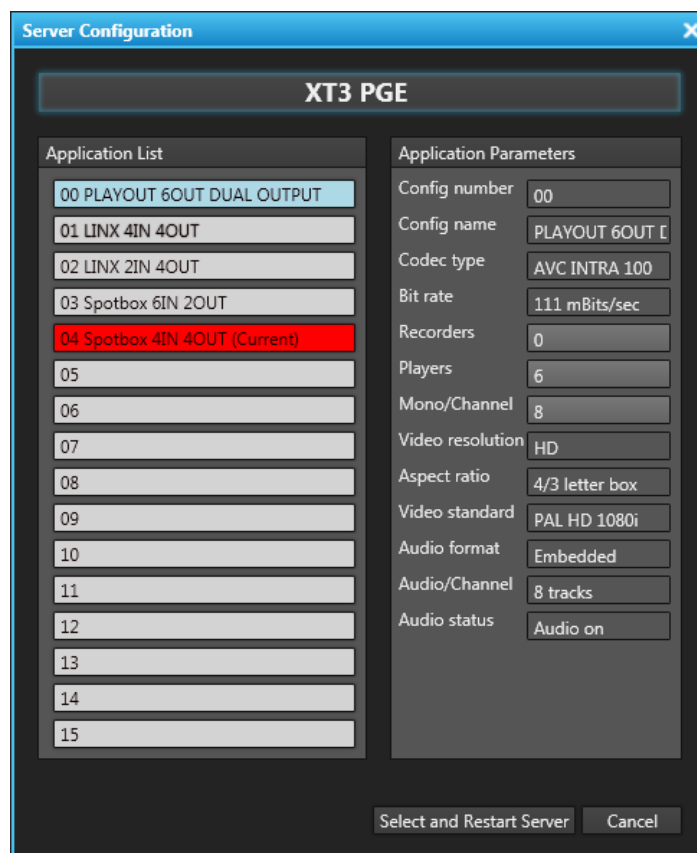 Server Configuration
XT3 PGE
Application List
00 PLAYOUT 6OUT DUAL OUTPUT
01 LINX 4IN 4OUT
02 LINX 2IN 4OUT
03 Spotbox 6IN 2OUT
04 Spotbox 4IN 4OUT (Current)
05
06
07
08
09
10
11
12
13
14
15
Application Parameters
Config number 00
Config name PLAYOUT 6OUT D
Codec type AVC INTRA 100
Bit rate 111 mBits/sec
Recorders 0
Players 6
Mono/Channel 8
Video resolution HD
Aspect ratio 4/3 letter box
Video standard PAL HD 1080i
Audio format Embedded
Audio/Channel 8 tracks
Audio status Audio on
Select and Restart Server Cancel